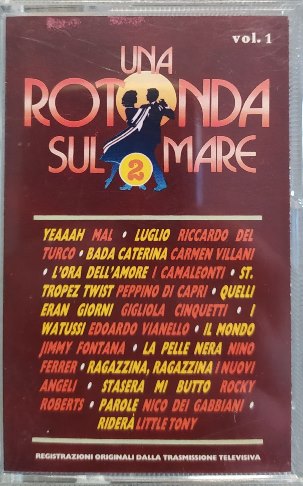 vol. 1
UNA
ROTONDA
SUL MARE
2
YEAAAH MAL • LUGLIO RICCARDO DEL
TURCO • BADA CATERINA CARMEN VILLANI
• L'ORA DELL'AMORE I CAMALEONTI • ST.
TROPEZ TWIST PEPPINO DI CAPRI • QUELLI
ERAN GIORNI GIGLIOLA CINQUETTI • I
WATUSSI EDOARDO VIANELLO • IL MONDO
JIMMY FONTANA • LA PELLE NERA NINO
FERRER • RAGAZZINA, RAGAZZINA I NUOVI
ANGELI • STASERA MI BUTTO ROCKY
ROBERTS • PAROLE NICO DEI GABBIANI •
RIDERÀ LITTLE TONY
REGISTRAZIONI ORIGINALI DALLA TRASMISSIONE TELEVISIVA